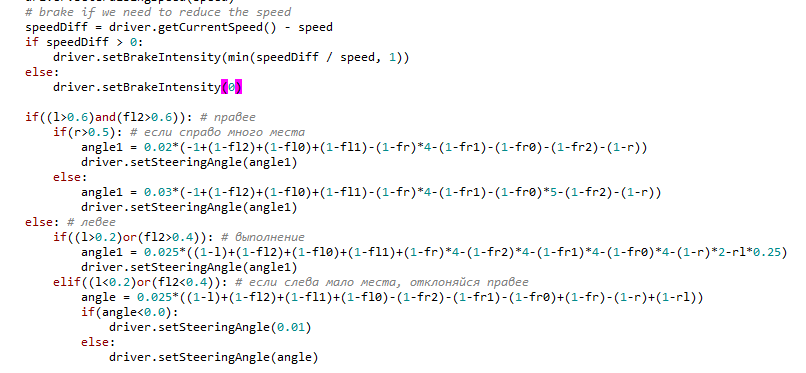 # brake if we need to reduce the speed
speedDiff = driver.getCurrentSpeed() - speed
if speedDiff > 0:
    driver.setBrakeIntensity(min(speedDiff / speed, 1))
else:
    driver.setBrakeIntensity(0)
if((l>0.6)and(fl2>0.6)): # правее
    if(r>0.5): # если справо много места
        angle1 = 0.02*(-1+(1-fl2)+(1-fl0)+(1-fl1)-(1-fr)*4-(1-fr1)-(1-fr0)-(1-fr2)-(1-r))
        driver.setSteeringAngle(angle1)
    else:
        angle1 = 0.03*(-1+(1-fl2)+(1-fl0)+(1-fl1)-(1-fr)*4-(1-fr1)-(1-fr0)*5-(1-fr2)-(1-r))
        driver.setSteeringAngle(angle1)
else: # левее
    if((l>0.2)or(fl2>0.4)): # выполнение
        angle1 = 0.025*((1-l)+(1-fl2)+(1-fl0)+(1-fl1)+(1-fr)*4-(1-fr2)*4-(1-fr1)*4-(1-fr0)*4-(1-r)*2-rl*0.25)
        driver.setSteeringAngle(angle1)
    elif((l<0.2)or(fl2<0.4)): # если слева мало места, отклоняйся правее
        angle = 0.025*((1-l)+(1-fl2)+(1-fl1)+(1-fl0)-(1-fr2)-(1-fr1)-(1-fr0)+(1-fr)-(1-r)+(1-rl))
        if(angle<0.0):
            driver.setSteeringAngle(0.01)
        else:
            driver.setSteeringAngle(angle)